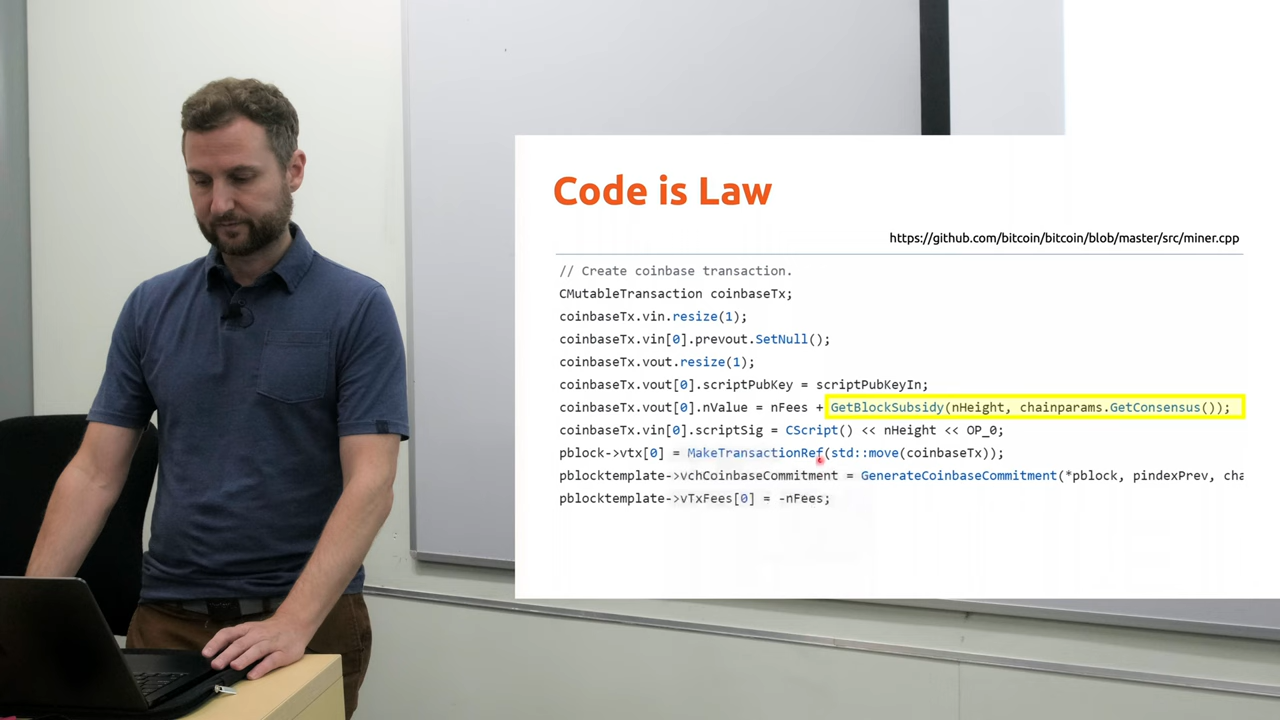 Code is Law
https://github.com/bitcoin/bitcoin/blob/master/src/miner.cpp
// Create coinbase transaction.
CMutableTransaction coinbaseTx;
coinbaseTx.vin.resize(1);
coinbaseTx.vin[0].prevout.SetNull();
coinbaseTx.vout.resize(1);
coinbaseTx.vout[0].scriptPubKey = scriptPubKeyIn;
coinbaseTx.vout[0].nValue = nFees + GetBlockSubsidy(nHeight, chainparams.GetConsensus());
coinbaseTx.vin[0].scriptSig = CScript() << nHeight << OP_0;
pblock->vtx[0] = MakeTransactionRef(std::move(coinbaseTx));
pblocktemplate->vchCoinbaseCommitment = GenerateCoinbaseCommitment(*pblock, pindexPrev, cha
pblocktemplate->vTxFees[0] = -nFees;